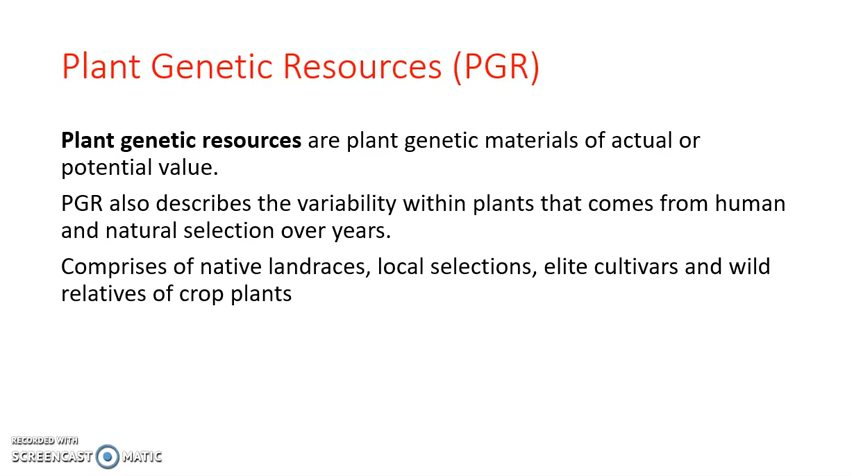 Plant Genetic Resources (PGR)
Plant genetic resources are plant genetic materials of actual or
potential value.
PGR also describes the variability within plants that comes from human
and natural selection over years.
Comprises of native landraces, local selections, elite cultivars and wild
relatives of crop plants
RECORDED WITH
SCREENCAST MATIC